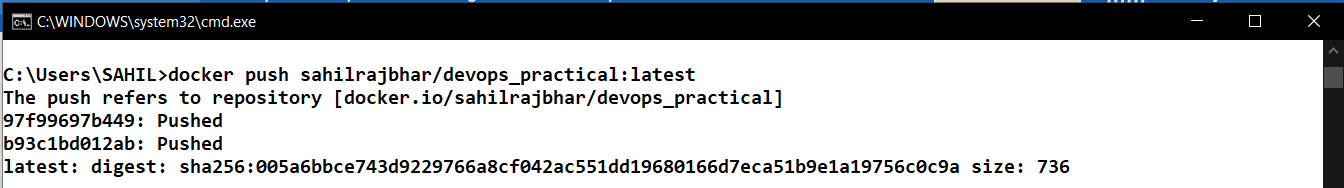 C:\WINDOWS\system32\cmd.exe
C:\Users\SAHIL>docker push sahilrajbhar/devops_practical:latest
The push refers to repository [docker.io/sahilrajbhar/devops_practical]
97f99697b449: Pushed
b93c1bd012ab: Pushed
latest: digest: sha256:005a6bbce743d9229766a8cf042ac551dd19680166d7eca51b9e1a19756c0c9a size: 736